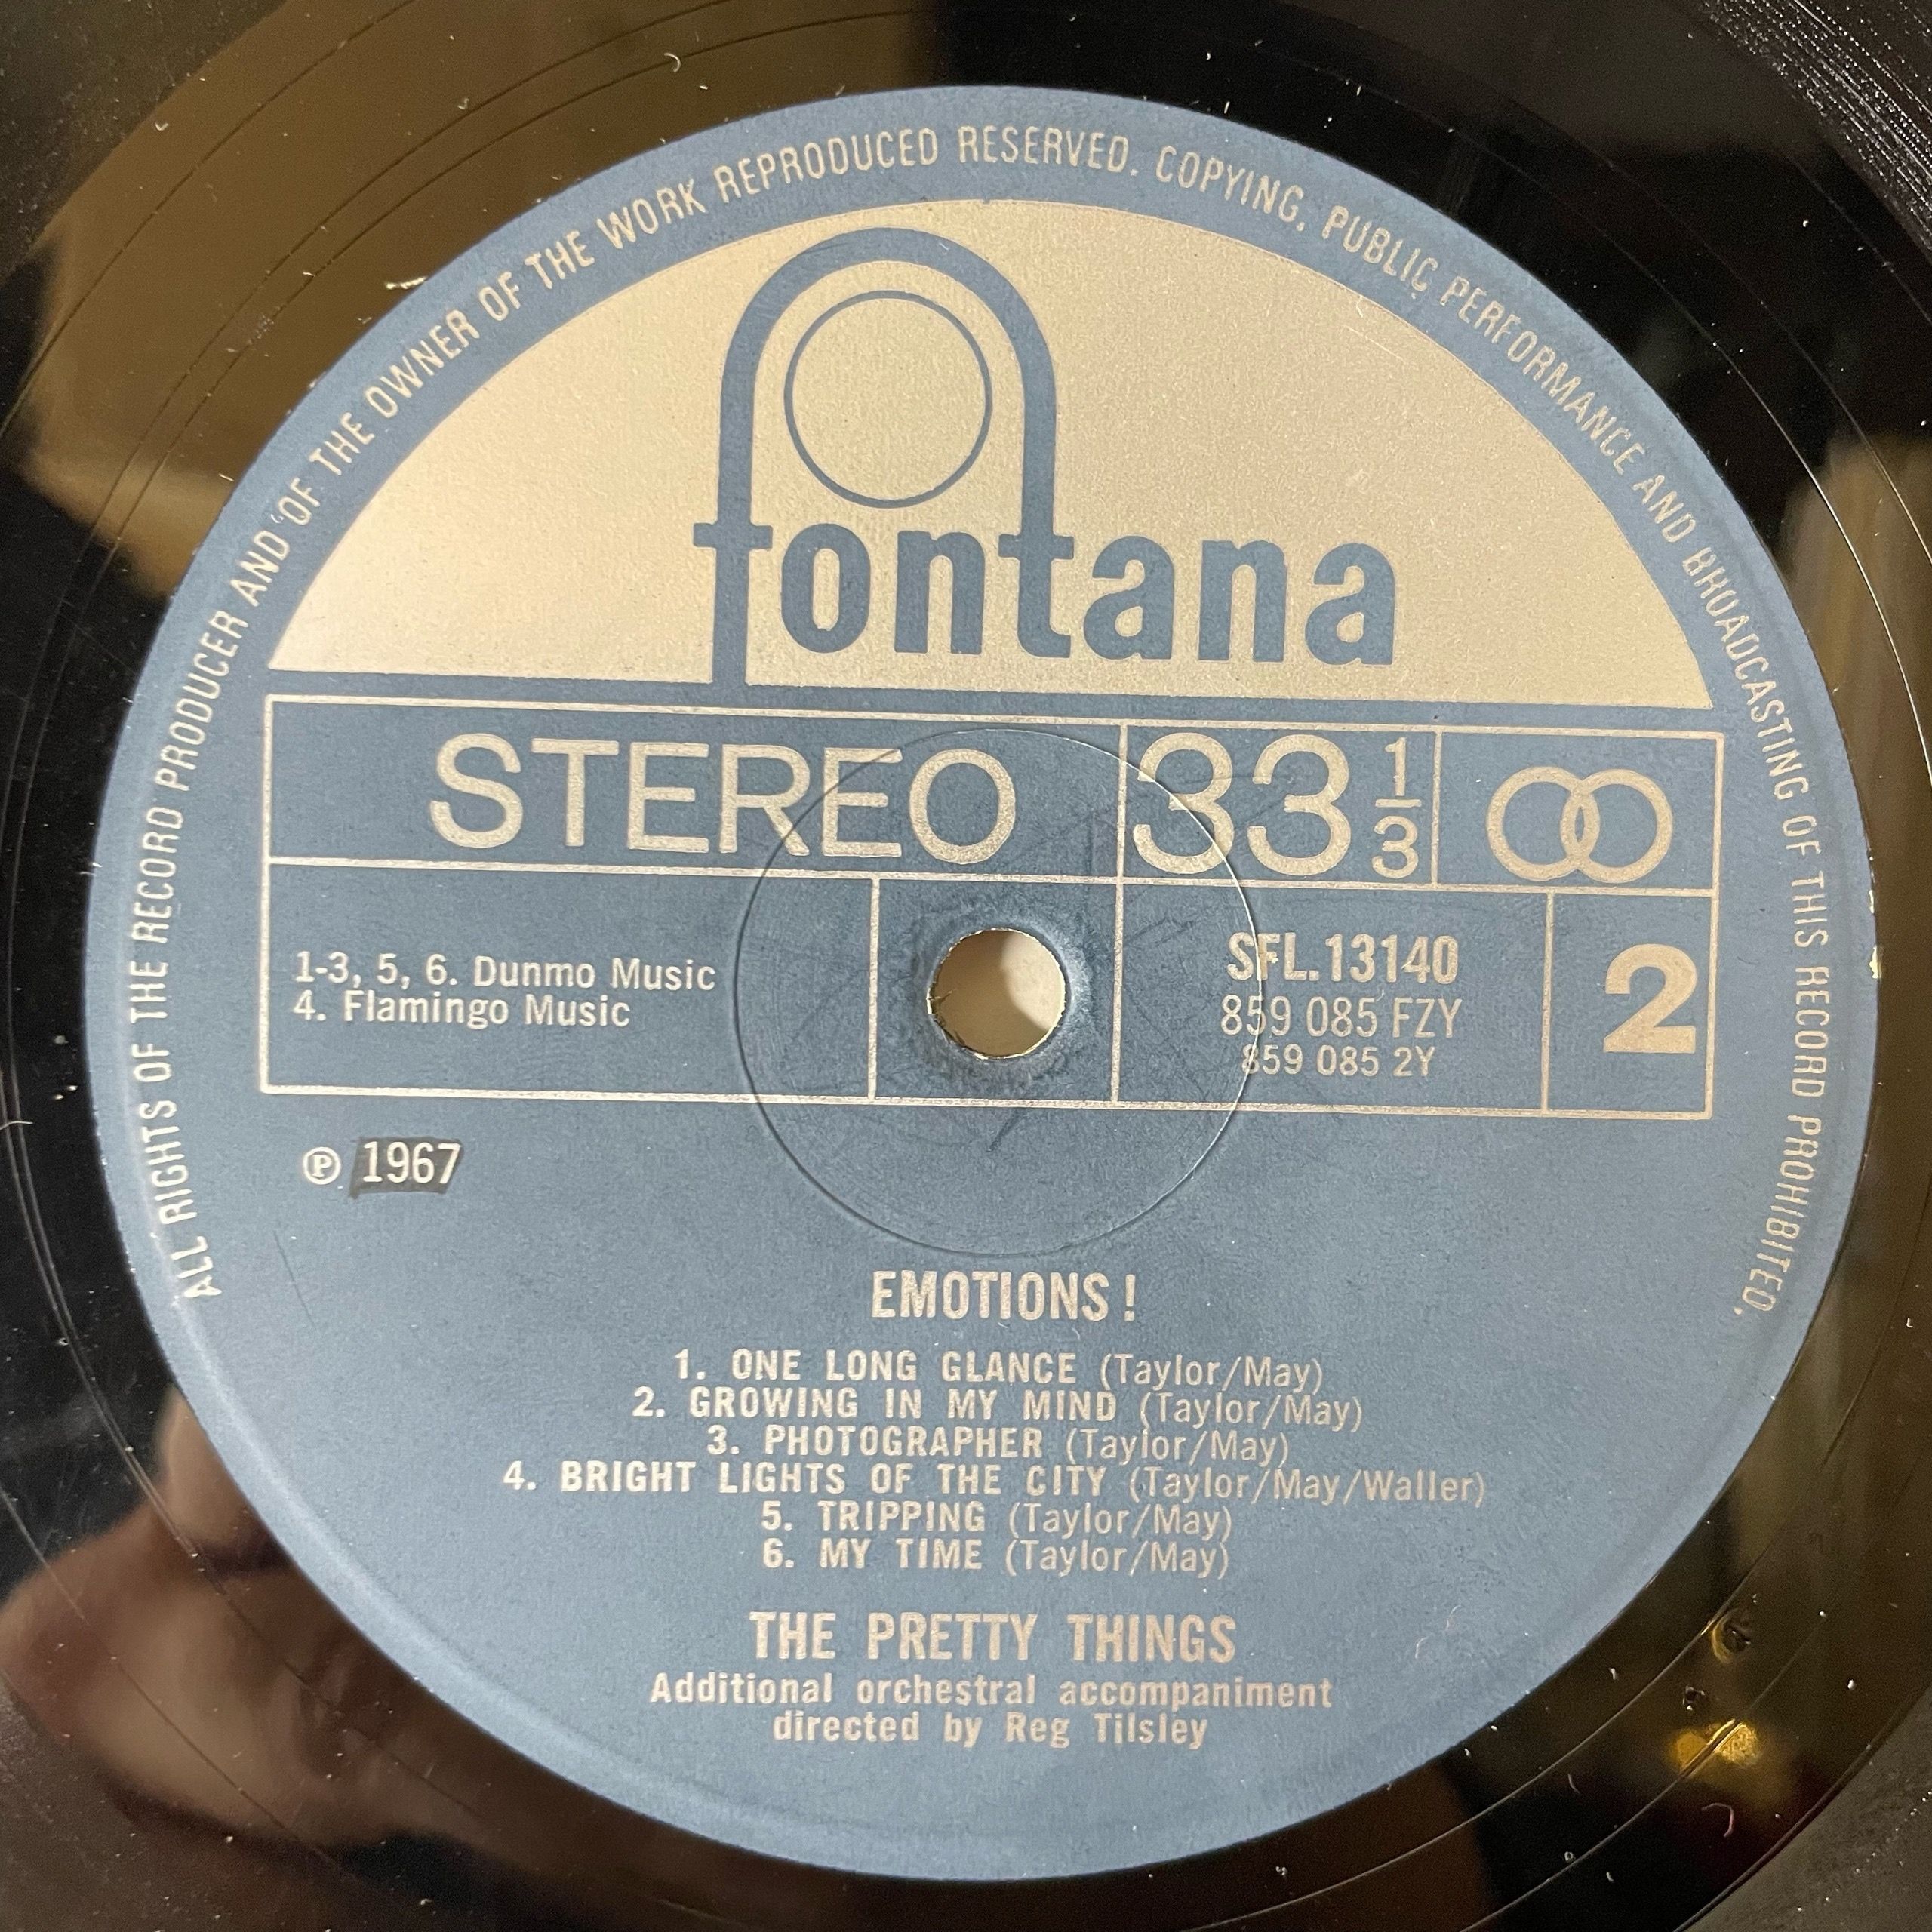 ALL RIGHTS OF THE RECORD PRODUCER AND OF THE OWNER OF THE WORK REPRODUCED RESERVED. COPYING, PUBLIC PERFORMANCE AND BROADCASTING OF THIS RECORD PROHIBITED.
fontana
STEREO 33 1/3
1-3, 5, 6. Dunmo Music
4. Flamingo Music
SFL.13140
859 085 FZY
859 085 2Y
2
℗ 1967
EMOTIONS!
1. ONE LONG GLANCE (Taylor/May)
2. GROWING IN MY MIND (Taylor/May)
3. PHOTOGRAPHER (Taylor/May)
4. BRIGHT LIGHTS OF THE CITY (Taylor/May/Waller)
5. TRIPPING (Taylor/May)
6. MY TIME (Taylor/May)
THE PRETTY THINGS
Additional orchestral accompaniment
directed by Reg Tilsley